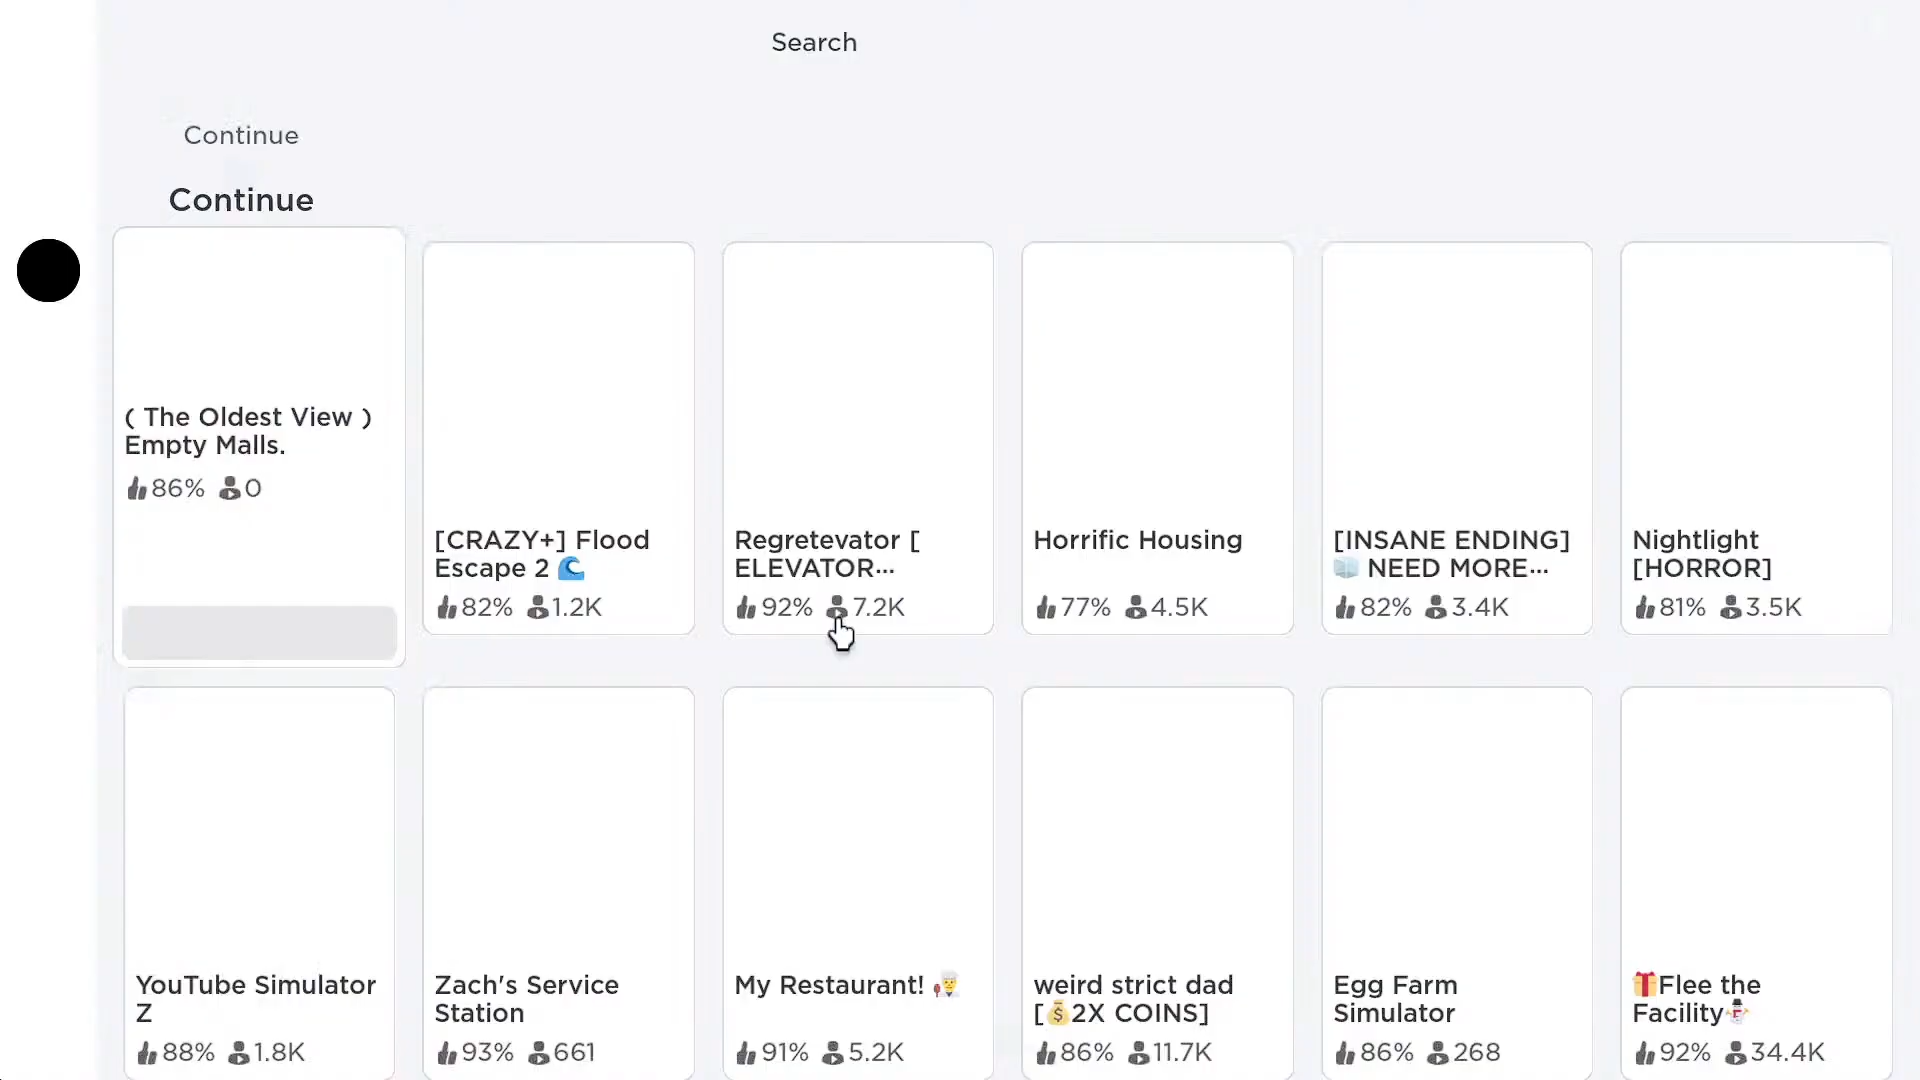 Search
Continue
Continue
( The Oldest View )
Empty Malls.
86% 0
[CRAZY+] Flood
Escape 2 🌊
82% 1.2K
Regretevator [
ELEVATOR...
92% 7.2K
Horrific Housing
77% 4.5K
[INSANE ENDING]
🧊 NEED MORE...
82% 3.4K
Nightlight
[HORROR]
81% 3.5K
YouTube Simulator
Z
88% 1.8K
Zach's Service
Station
93% 661
My Restaurant!
91% 5.2K
weird strict dad
[💰2X COINS]
86% 11.7K
Egg Farm
Simulator
86% 268
🎁Flee the
Facility⛄
92% 34.4K